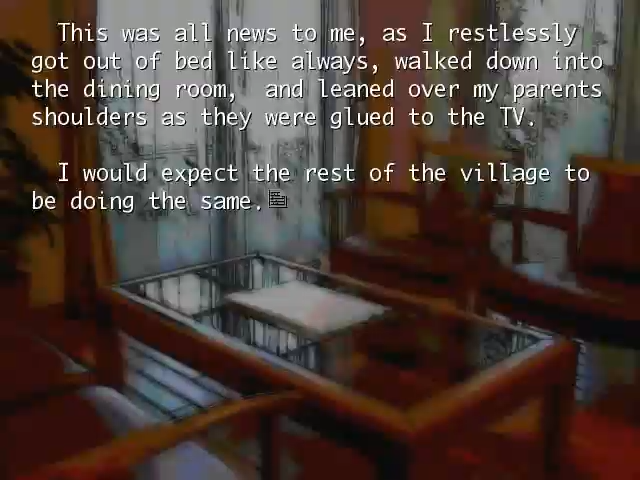 This was all news to me, as I restlessly
got out of bed like always, walked down into
the dining room,  and leaned over my parents
shoulders as they were glued to the TV.
I would expect the rest of the village to
be doing the same.